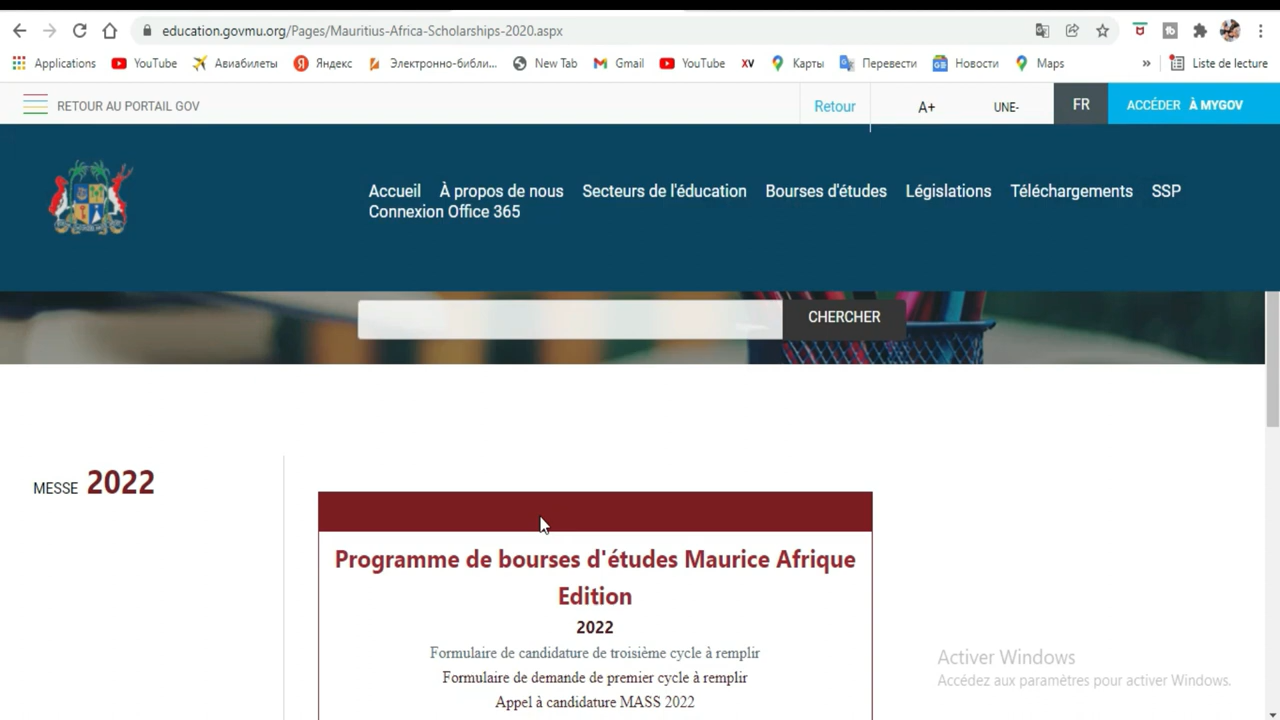 education.govmu.org/Pages/Mauritius-Africa-Scholarships-2020.aspx
Applications YouTube Авиабилеты Яндекс Электронно-библи... New Tab Gmail YouTube XV Карты Перевести Новости Maps » Liste de lecture
RETOUR AU PORTAIL GOV Retour A+ UNE- FR ACCÉDER À MYGOV
Accueil À propos de nous Secteurs de l'éducation Bourses d'études Législations Téléchargements SSP
Connexion Office 365
CHERCHER
MESSE 2022
Programme de bourses d'études Maurice Afrique
Edition
2022
Formulaire de candidature de troisième cycle à remplir
Formulaire de demande de premier cycle à remplir
Appel à candidature MASS 2022
Activer Windows
Accédez aux paramètres pour activer Windows.